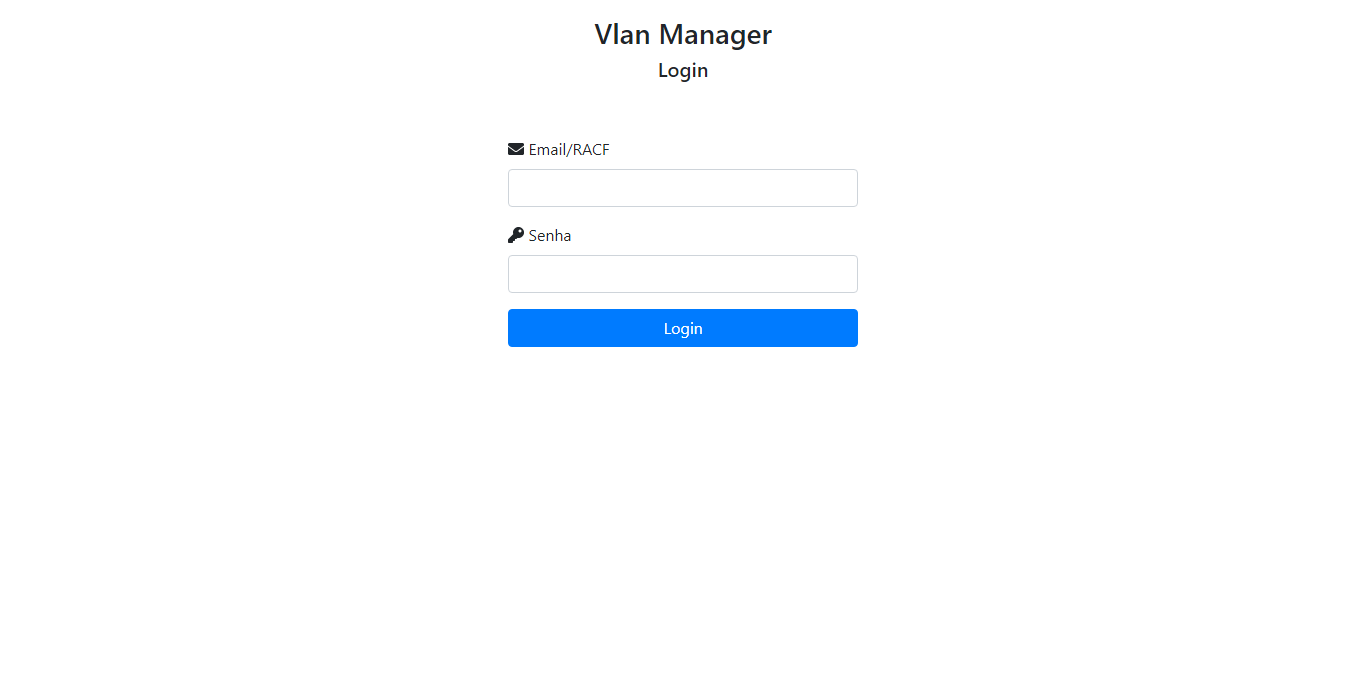 Vlan Manager
Login
Email/RACF
Senha
Login